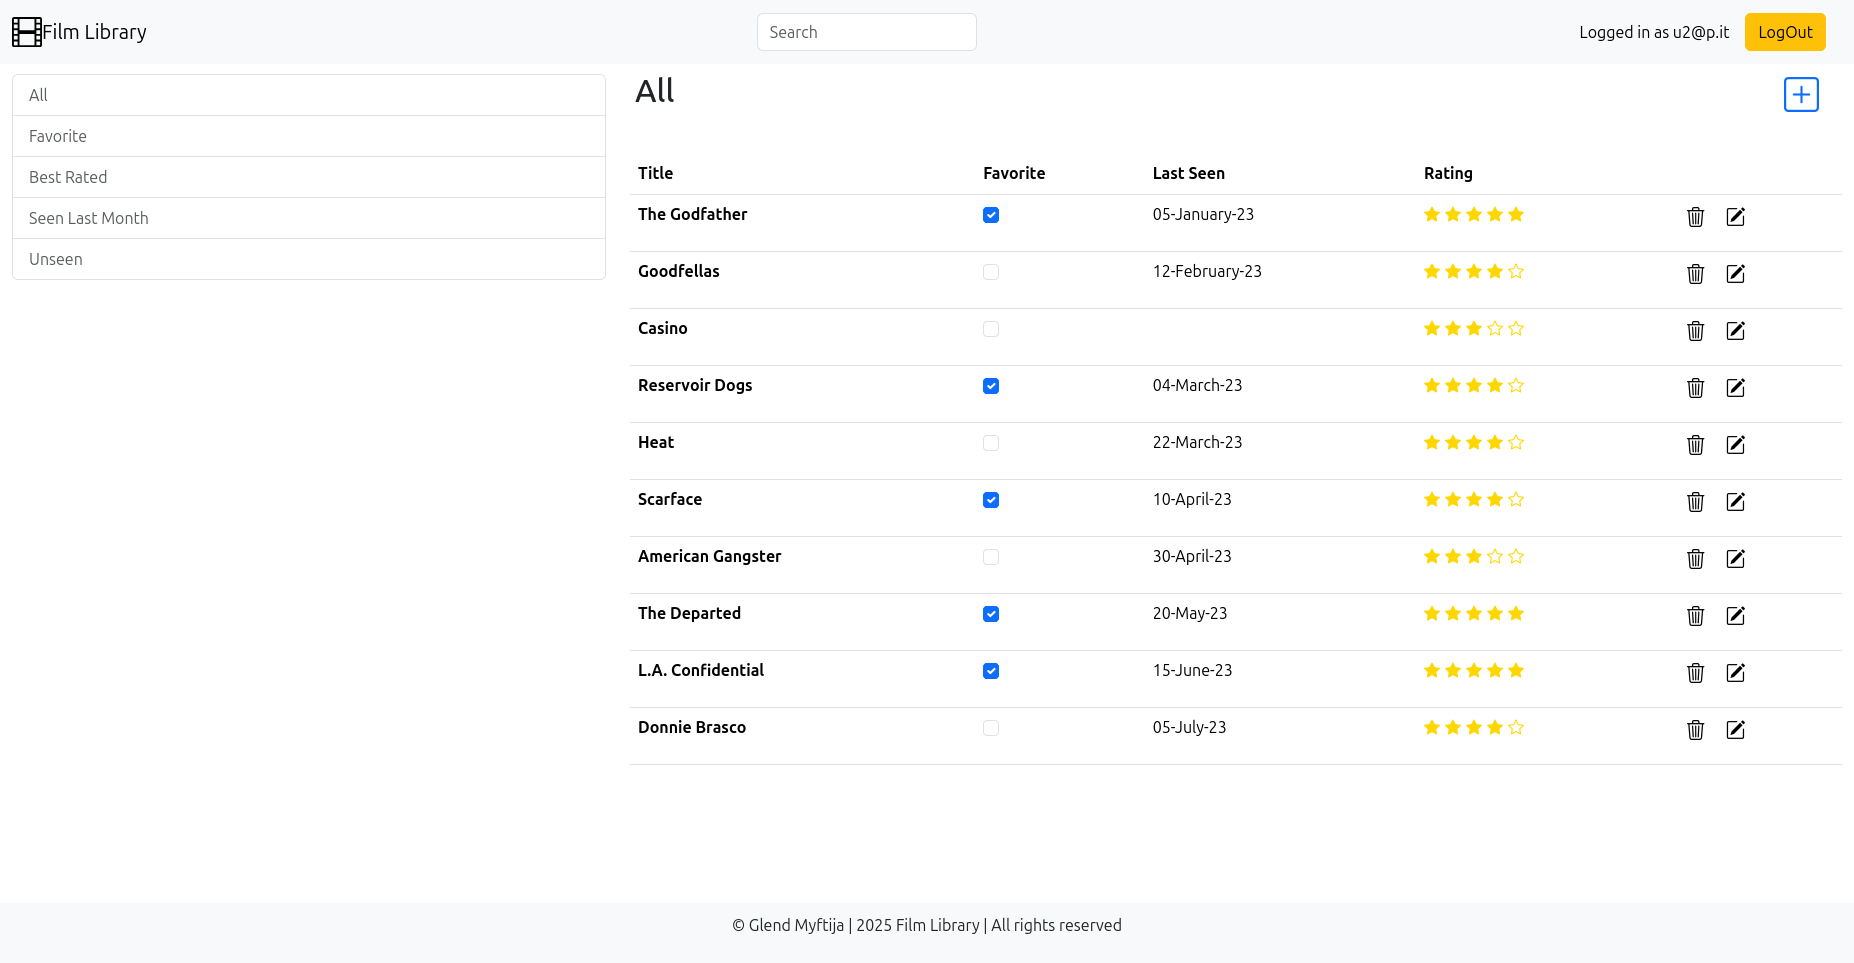 Film Library
Search
Logged in as u2@p.it
LogOut
All
Favorite
Best Rated
Seen Last Month
Unseen
All
Title Favorite Last Seen Rating
The Godfather 05-January-23
Goodfellas 12-February-23
Casino
Reservoir Dogs 04-March-23
Heat 22-March-23
Scarface 10-April-23
American Gangster 30-April-23
The Departed 20-May-23
L.A. Confidential 15-June-23
Donnie Brasco 05-July-23
© Glend Myftija | 2025 Film Library | All rights reserved